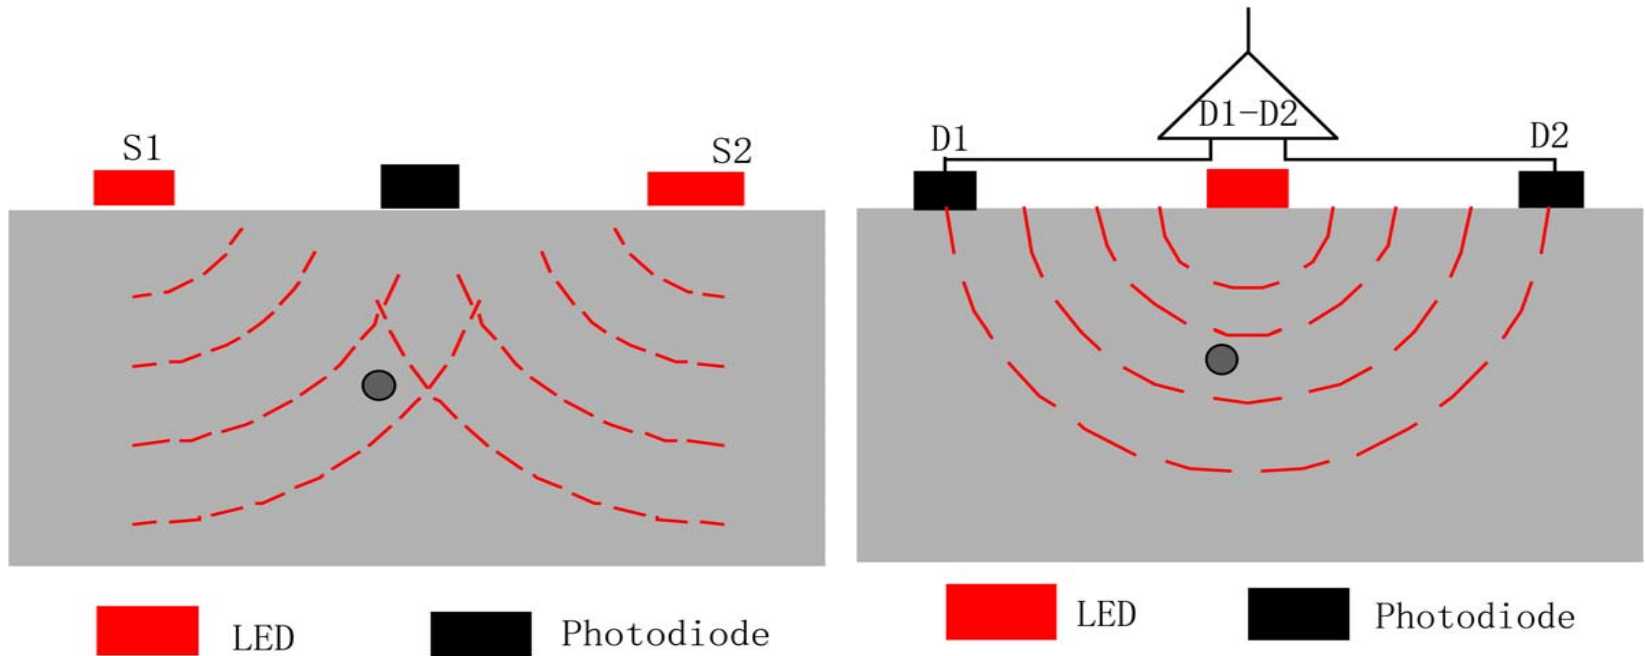 S1
S2
LED
Photodiode
D1-D2
D1
D2
LED
Photodiode